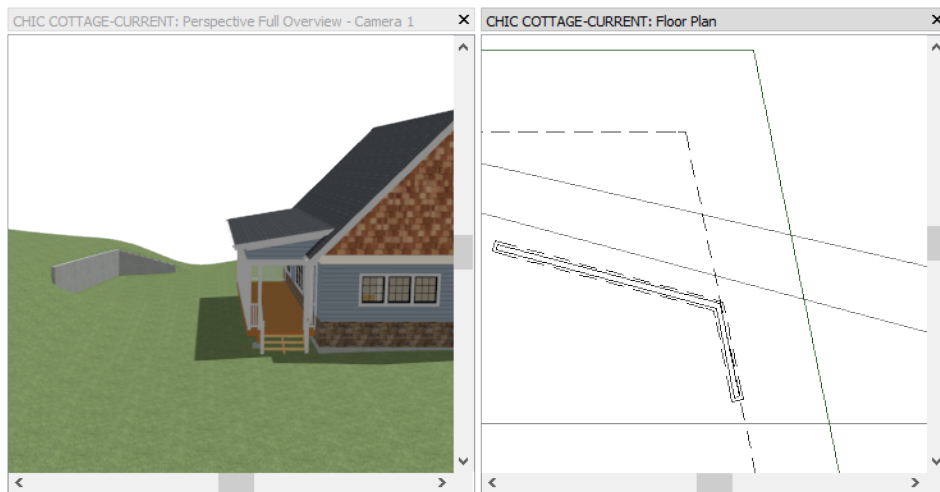 CHIC COTTAGE-CURRENT: Perspective Full Overview - Camera 1
CHIC COTTAGE-CURRENT: Floor Plan